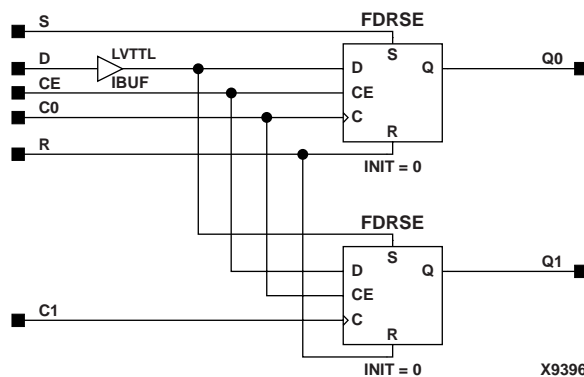 S
FDRSE
D
LVTTL
IBUF
S
D
Q
Q0
CE
CE
C0
C
R
R
INIT = 0
FDRSE
S
D
Q
Q1
CE
C1
C
R
INIT = 0
X9396